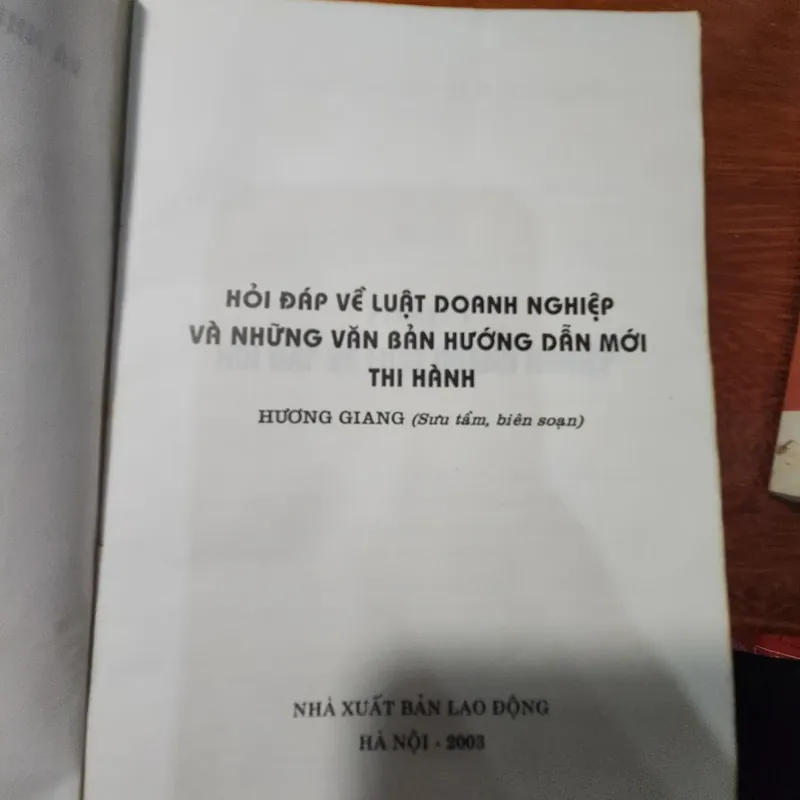 HỎI ĐÁP VỀ LUẬT DOANH NGHIỆP
VÀ NHỮNG VĂN BẢN HƯỚNG DẪN MỚI
THI HÀNH
HƯƠNG GIANG (Sưu tầm, biên soạn)
NHÀ XUẤT BẢN LAO ĐỘNG
HÀ NỘI - 2003